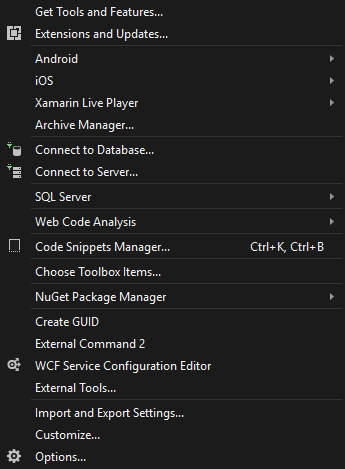 Get Tools and Features...
Extensions and Updates...
Android
iOS
Xamarin Live Player
Archive Manager...
Connect to Database...
Connect to Server...
SQL Server
Web Code Analysis
Code Snippets Manager... Ctrl+K, Ctrl+B
Choose Toolbox Items...
NuGet Package Manager
Create GUID
External Command 2
WCF Service Configuration Editor
External Tools...
Import and Export Settings...
Customize...
Options...